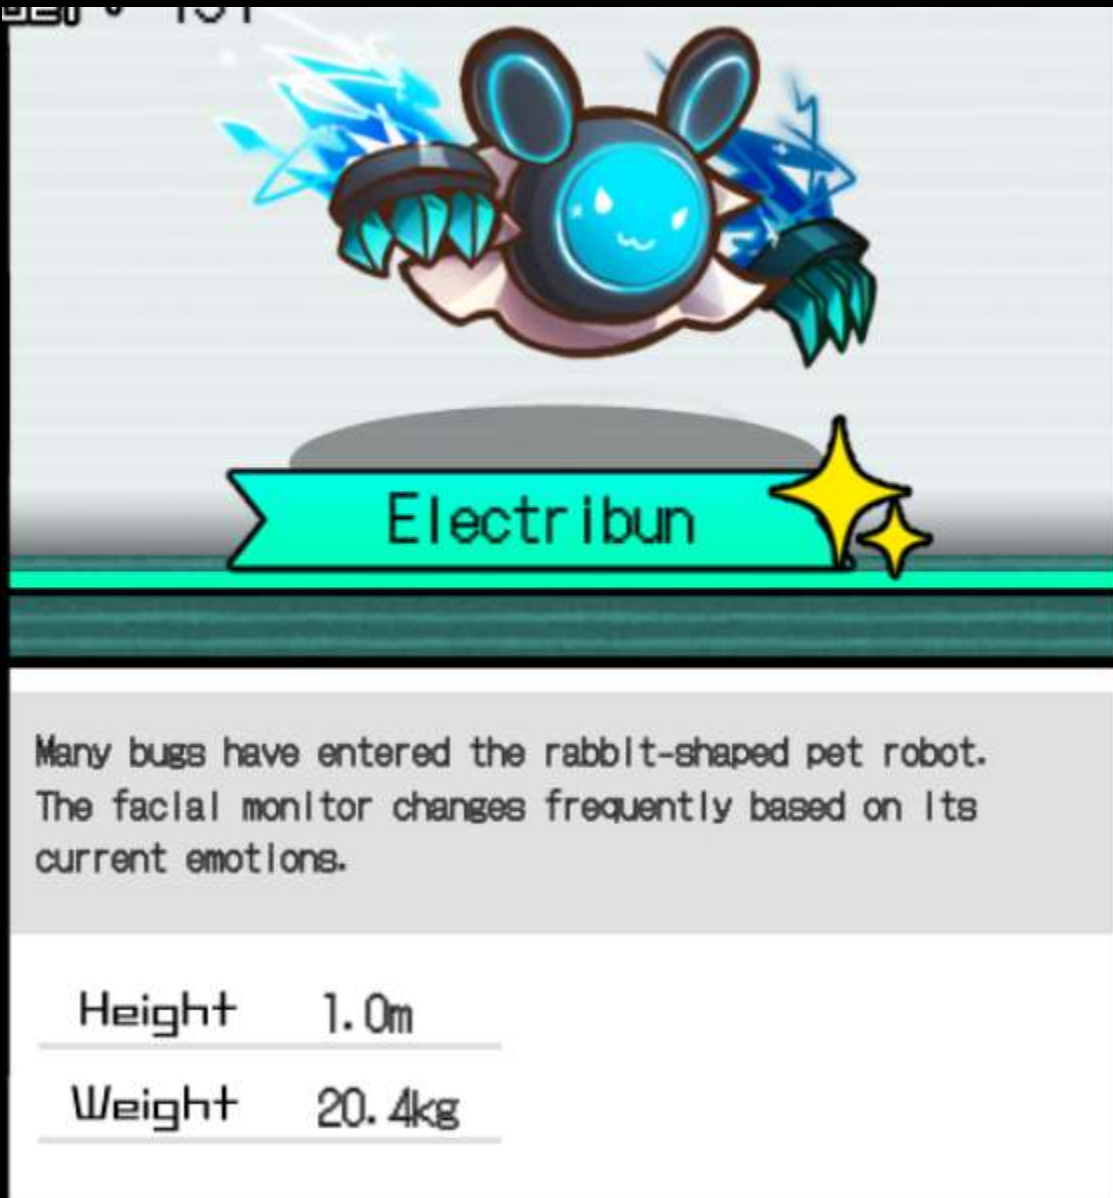 Electribun
Many bugs have entered the rabbit-shaped pet robot.
The facial monitor changes frequently based on its
current emotions.
Height 1.0m
Weight 20.4kg